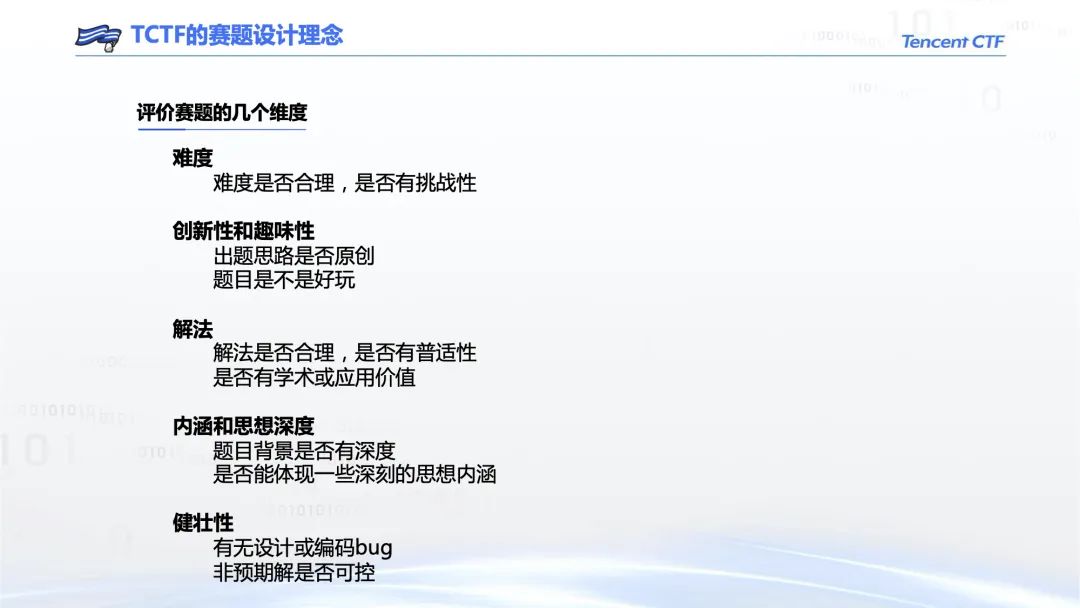 TCTF的赛题设计理念
Tencent CTF
评价赛题的几个维度
难度
难度是否合理，是否有挑战性
创新性和趣味性
出题思路是否原创
题目是不是好玩
解法
解法是否合理，是否有普适性
是否有学术或应用价值
内涵和思想深度
题目背景是否有深度
是否能体现一些深刻的思想内涵
健壮性
有无设计或编码bug
非预期解是否可控